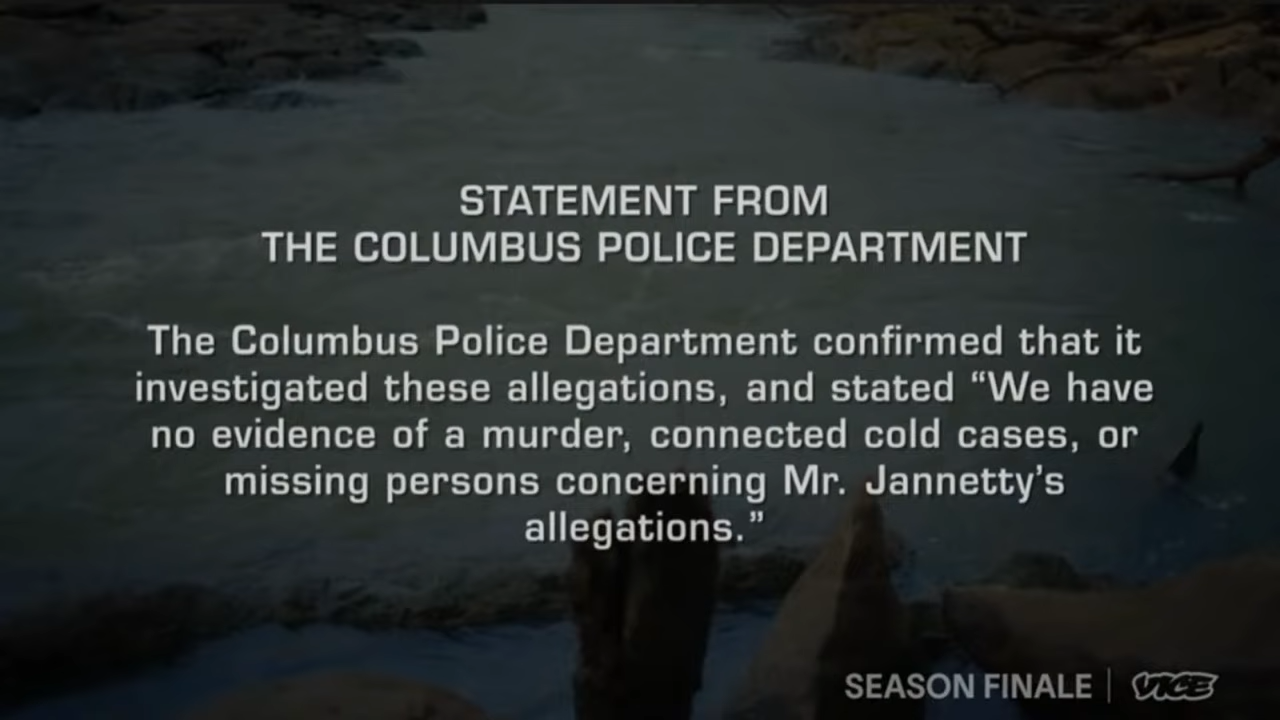 STATEMENT FROM
THE COLUMBUS POLICE DEPARTMENT
The Columbus Police Department confirmed that it
investigated these allegations, and stated “We have
no evidence of a murder, connected cold cases, or
missing persons concerning Mr. Jannetty’s
allegations.”
SEASON FINALE | VICE